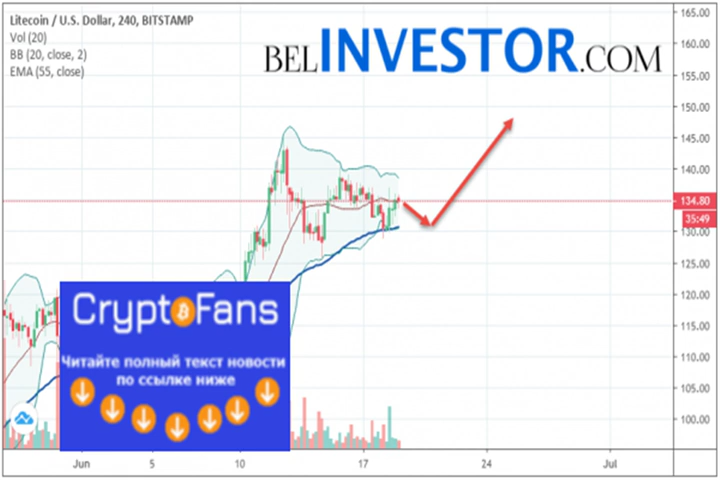 Litecoin / U.S. Dollar, 240, BITSTAMP
Vol (20)
BB (20, close, 2)
EMA (55, close)
BELINVESTOR.COM
165.00
160.00
155.00
150.00
145.00
140.00
134.80
35:49
130.00
125.00
120.00
115.00
110.00
105.00
100.00
CryptoFans
Читайте полный текст новости
по ссылке ниже
Jun
5
10
17
24
Jul